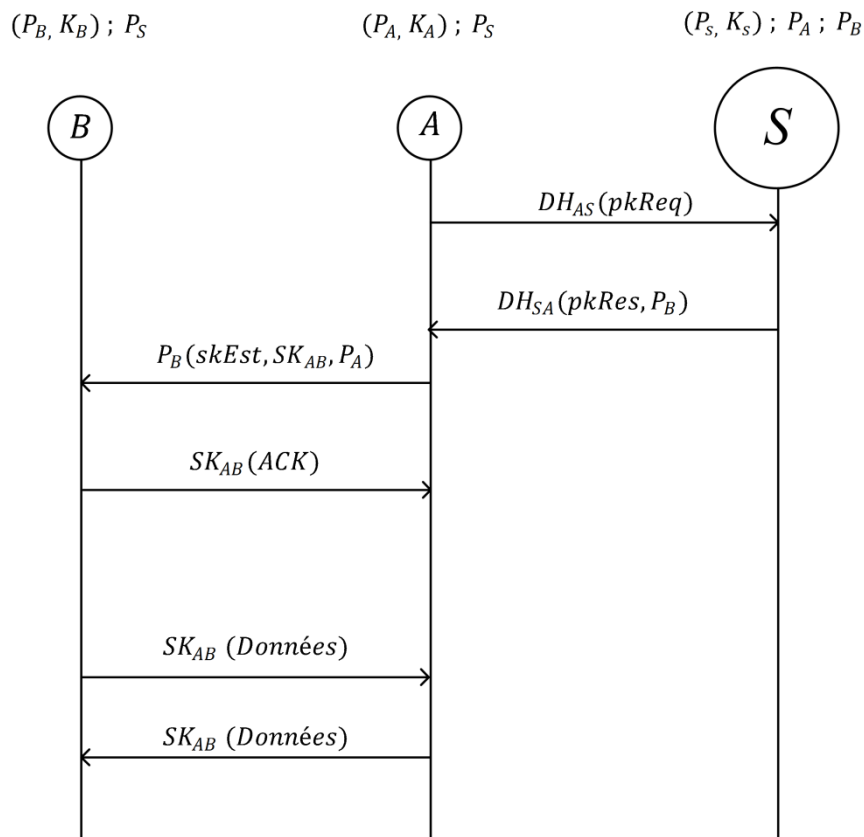 (P_B, K_B) ; P_S
(P_A, K_A) ; P_S
(P_s, K_s) ; P_A ; P_B
B
A
S
DH_AS(pkReq)
DH_SA(pkRes, P_B)
P_B(skEst, SK_AB, P_A)
SK_AB(ACK)
SK_AB (Données)
SK_AB (Données)